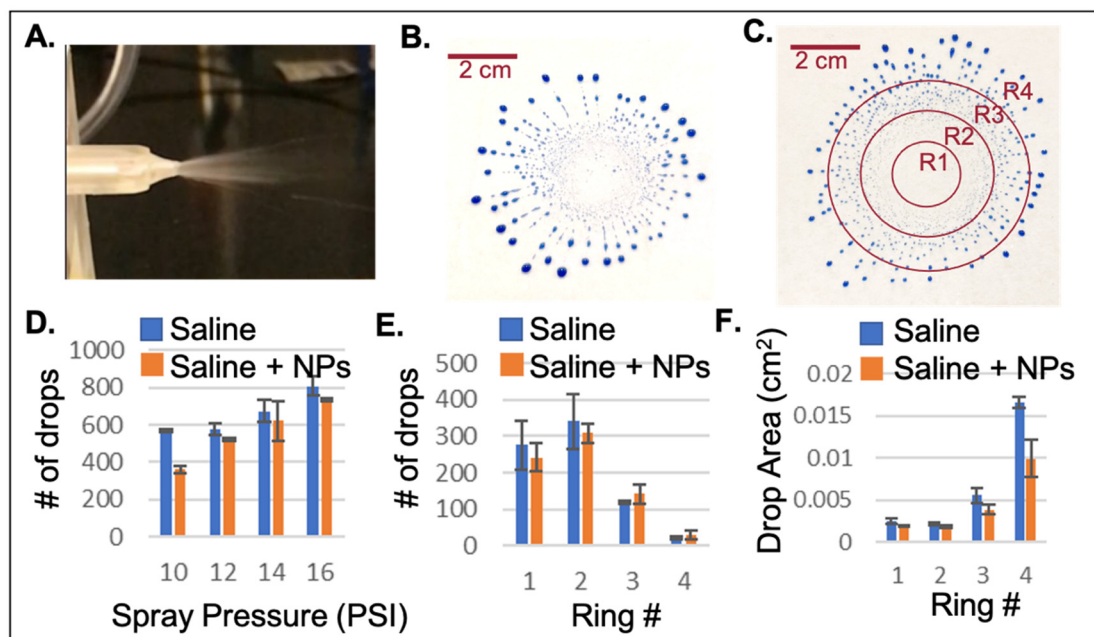 A.
B.
2 cm
C.
2 cm
R4
R3
R2
R1
D.
Saline
Saline + NPs
# of drops
1000
800
600
400
200
0
10 12 14 16
Spray Pressure (PSI)
E.
Saline
Saline + NPs
# of drops
500
400
300
200
100
0
1 2 3 4
Ring #
F.
Saline
Saline + NPs
Drop Area (cm²)
0.02
0.015
0.01
0.005
0
1 2 3 4
Ring #